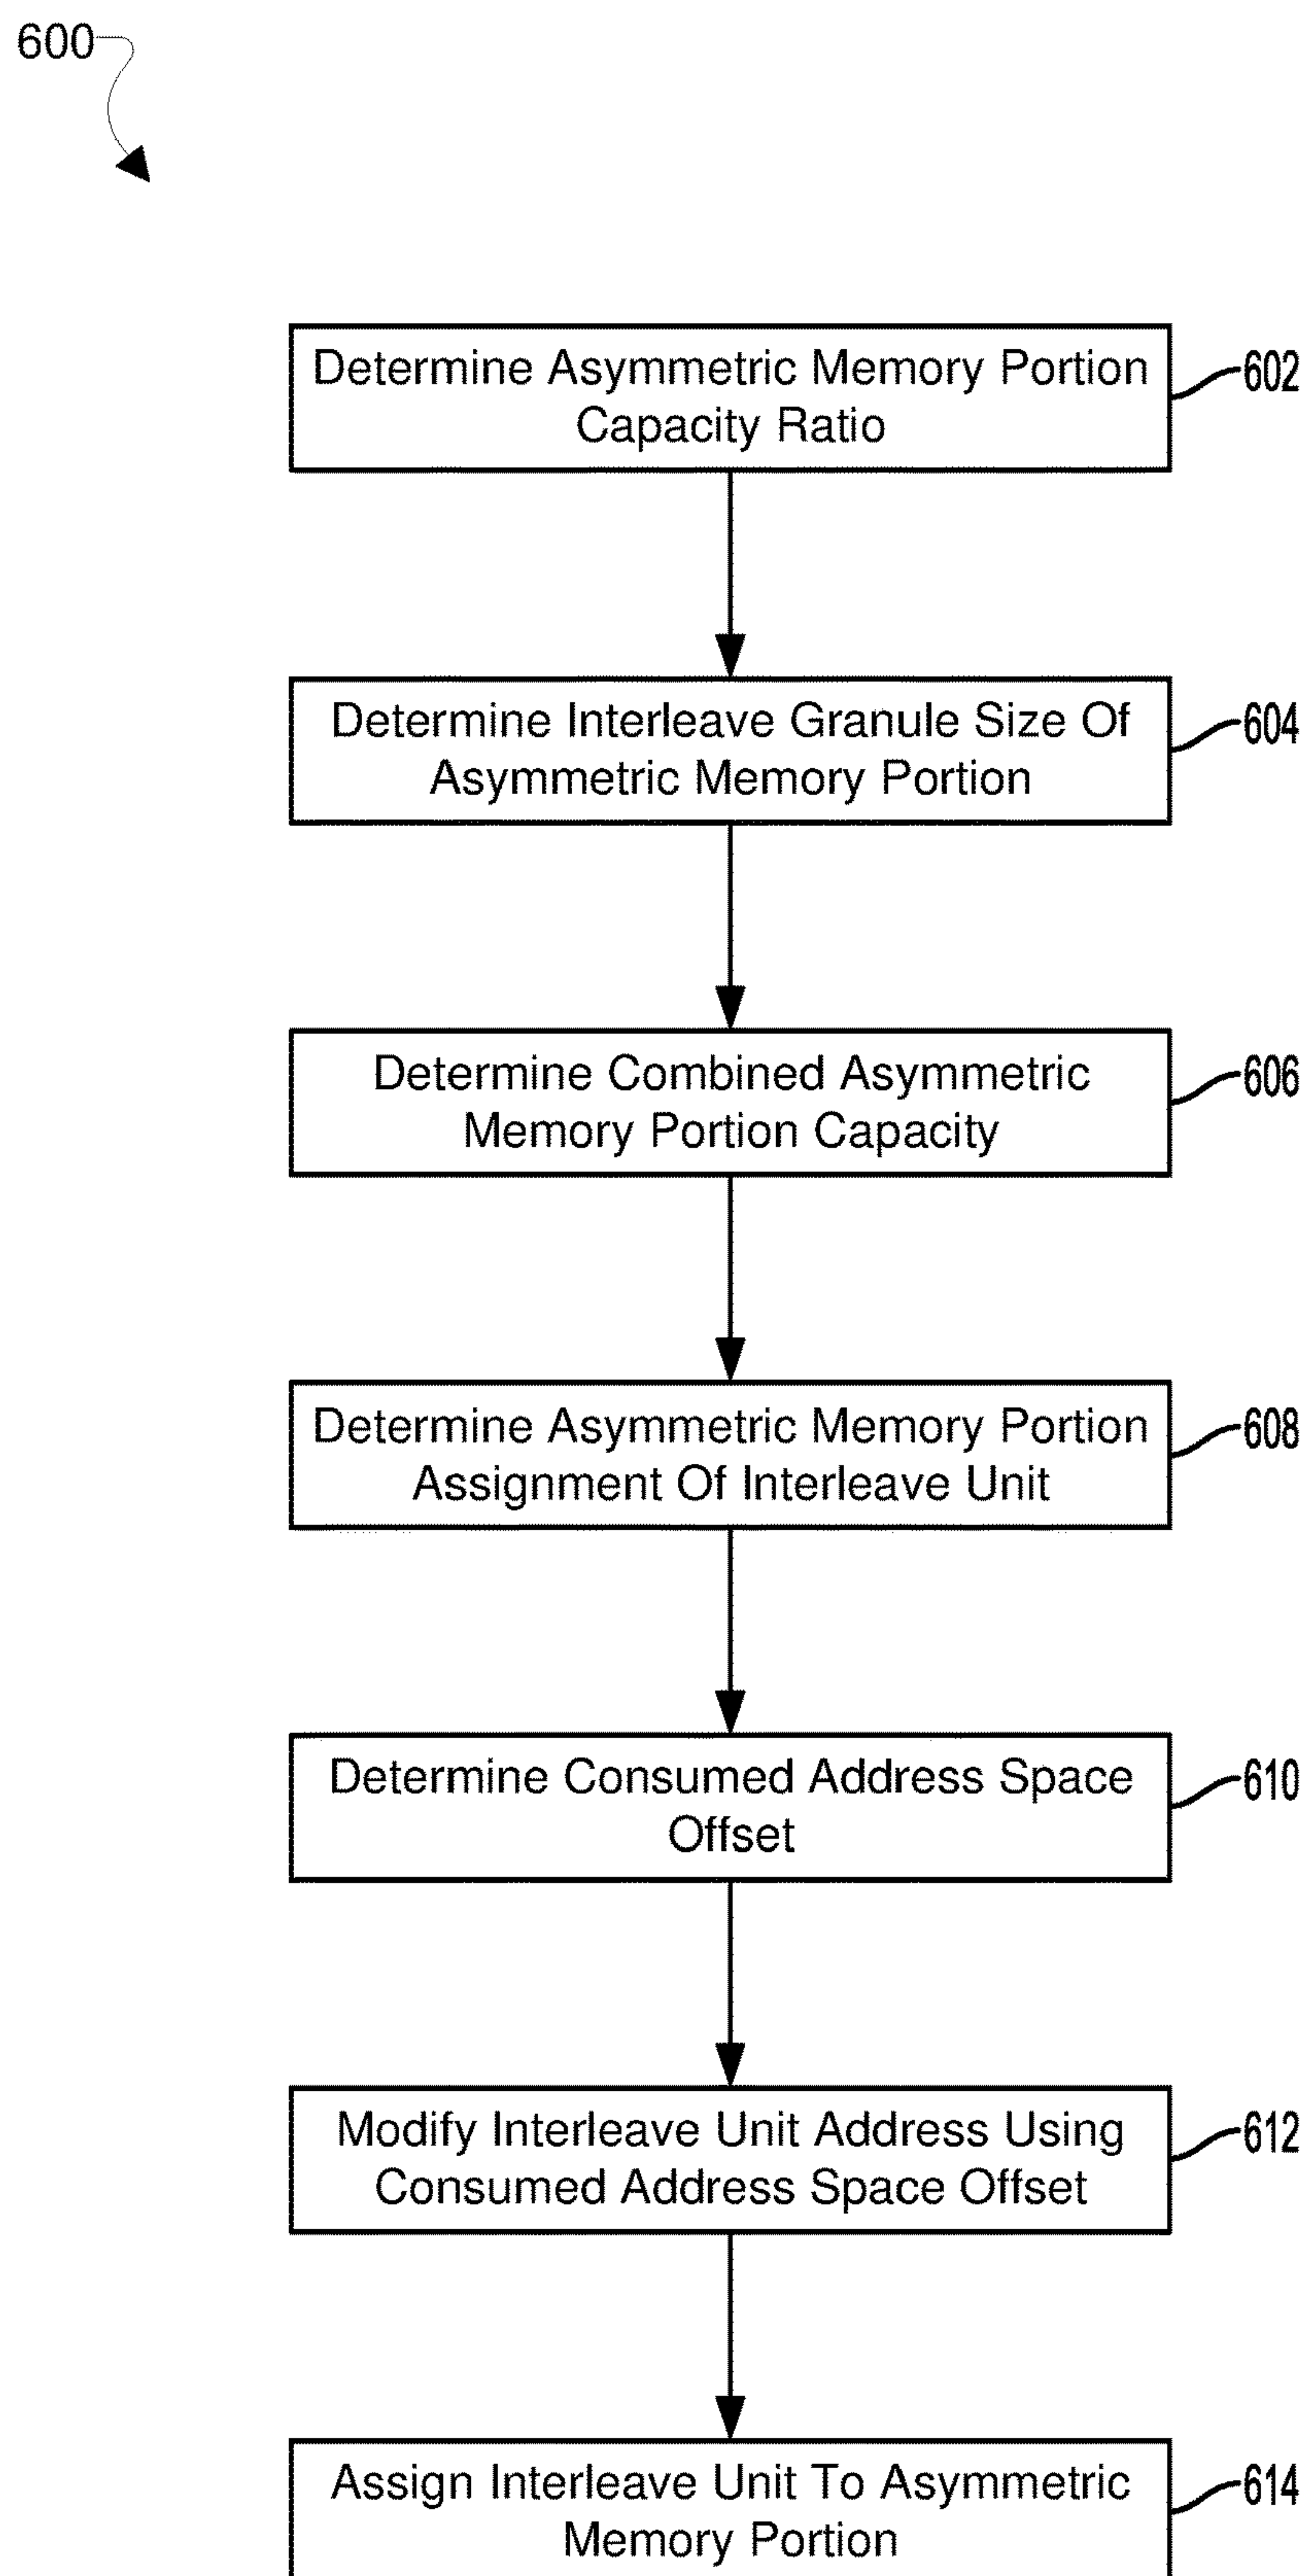 600
Determine Asymmetric Memory Portion
Capacity Ratio
602
Determine Interleave Granule Size Of
Asymmetric Memory Portion
604
Determine Combined Asymmetric
Memory Portion Capacity
606
Determine Asymmetric Memory Portion
Assignment Of Interleave Unit
608
Determine Consumed Address Space
Offset
610
Modify Interleave Unit Address Using
Consumed Address Space Offset
612
Assign Interleave Unit To Asymmetric
Memory Portion
614